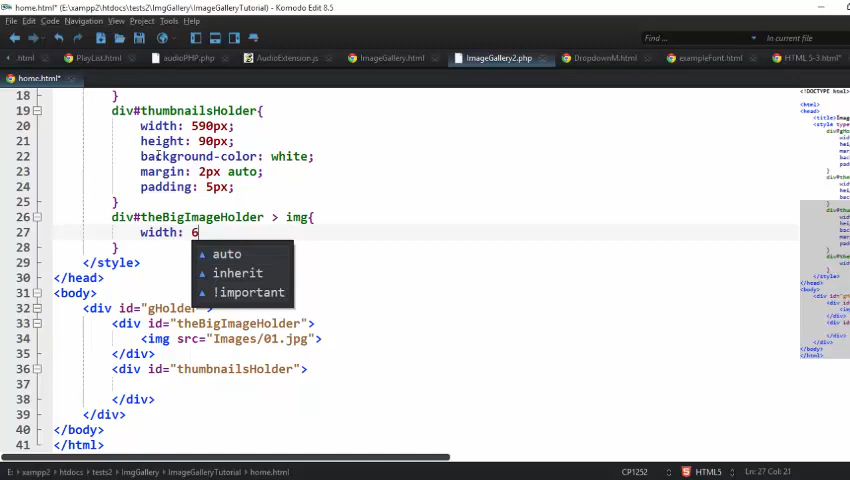 home.html* (E:\xampp2\htdocs\tests2\ImgGallery\ImageGalleryTutorial) - Komodo Edit 8.5
File Edit Code Navigation View Project Tools Help
Find ... in current file
.html PlayList.html audioPHP.php AudioExtension.js ImageGallery.html ImageGallery2.php DropdownM.html exampleFont.html HTML 5-3.html*
home.html*
18 }
19 div#thumbnailsHolder{
20 width: 590px;
21 height: 90px;
22 background-color: white;
23 margin: 2px auto;
24 padding: 5px;
25 }
26 div#theBigImageHolder > img{
27 width: 6
28 }
auto
inherit
!important
29 </style>
30 </head>
31 <body>
32 <div id="gHolder">
33 <div id="theBigImageHolder">
34 <img src="Images/01.jpg">
35 </div>
36 <div id="thumbnailsHolder">
37
38 </div>
39 </div>
40 </body>
41 </html>
E: xampp2 htdocs tests2 ImgGallery ImageGalleryTutorial home.html CP1252 HTML5 Ln: 27 Col: 21